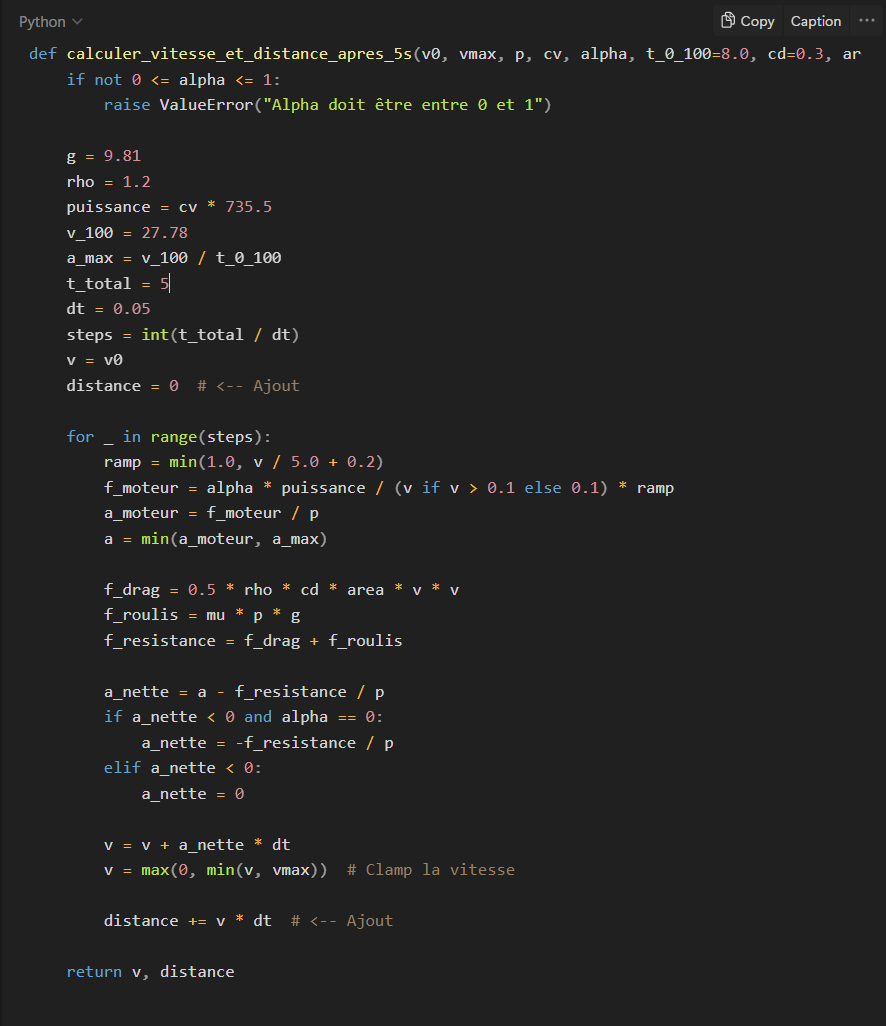 Python
Copy Caption ...
def calculer_vitesse_et_distance_apres_5s(v0, vmax, p, cv, alpha, t_0_100=8.0, cd=0.3, ar
    if not 0 <= alpha <= 1:
        raise ValueError("Alpha doit être entre 0 et 1")
    g = 9.81
    rho = 1.2
    puissance = cv * 735.5
    v_100 = 27.78
    a_max = v_100 / t_0_100
    t_total = 5
    dt = 0.05
    steps = int(t_total / dt)
    v = v0
    distance = 0  # <-- Ajout
    for _ in range(steps):
        ramp = min(1.0, v / 5.0 + 0.2)
        f_moteur = alpha * puissance / (v if v > 0.1 else 0.1) * ramp
        a_moteur = f_moteur / p
        a = min(a_moteur, a_max)
        f_drag = 0.5 * rho * cd * area * v * v
        f_roulis = mu * p * g
        f_resistance = f_drag + f_roulis
        a_nette = a - f_resistance / p
        if a_nette < 0 and alpha == 0:
            a_nette = -f_resistance / p
        elif a_nette < 0:
            a_nette = 0
        v = v + a_nette * dt
        v = max(0, min(v, vmax))  # Clamp la vitesse
        distance += v * dt  # <-- Ajout
    return v, distance